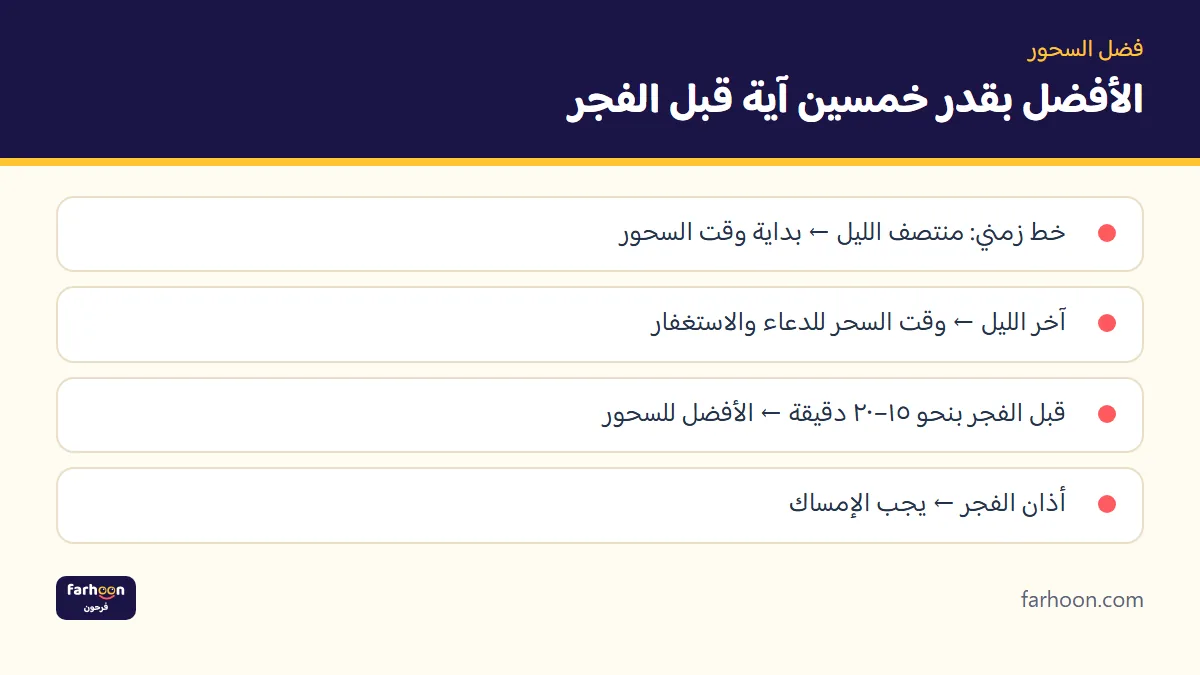 فضل السحور
الأفضل بقدر خمسين آية قبل الفجر
خط زمني: منتصف الليل ← بداية وقت السحور
آخر الليل ← وقت السحر للدعاء والاستغفار
قبل الفجر بنحو ١٥–٢٠ دقيقة ← الأفضل للسحور
أذان الفجر ← يجب الإمساك
farhoon.com
farhoon
فرحون